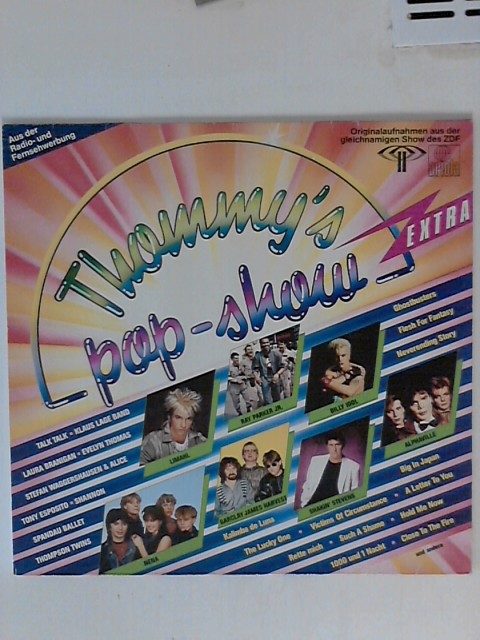 Aus der
Radio- und
Fernsehwerbung
Originalaufnahmen aus der
gleichnamigen Show des ZDF
Thommy's
pop-show
EXTRA
Ghostbusters
Flesh For Fantasy
Neverending Story
RAY PARKER JR.
BILLY IDOL
LIMAHL
ALPHAVILLE
TALK TALK • KLAUS LAGE BAND
LAURA BRANIGAN • EVELYN THOMAS
STEFAN WAGGERSHAUSEN & ALICE
TONY ESPOSITO • SHANNON
SPANDAU BALLET
THOMPSON TWINS
NENA
BARCLAY JAMES HARVEST
SHAKIN' STEVENS
Big In Japan
Kalimba de Luna • Victims Of Circumstance • A Letter To You
The Lucky One • Such A Shame • Hold Me Now
Rette mich • 1000 und 1 Nacht • Close To The Fire
und andere